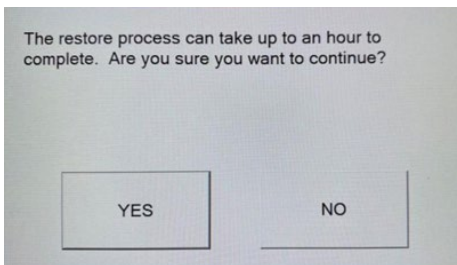 The restore process can take up to an hour to
complete.  Are you sure you want to continue?
YES
NO